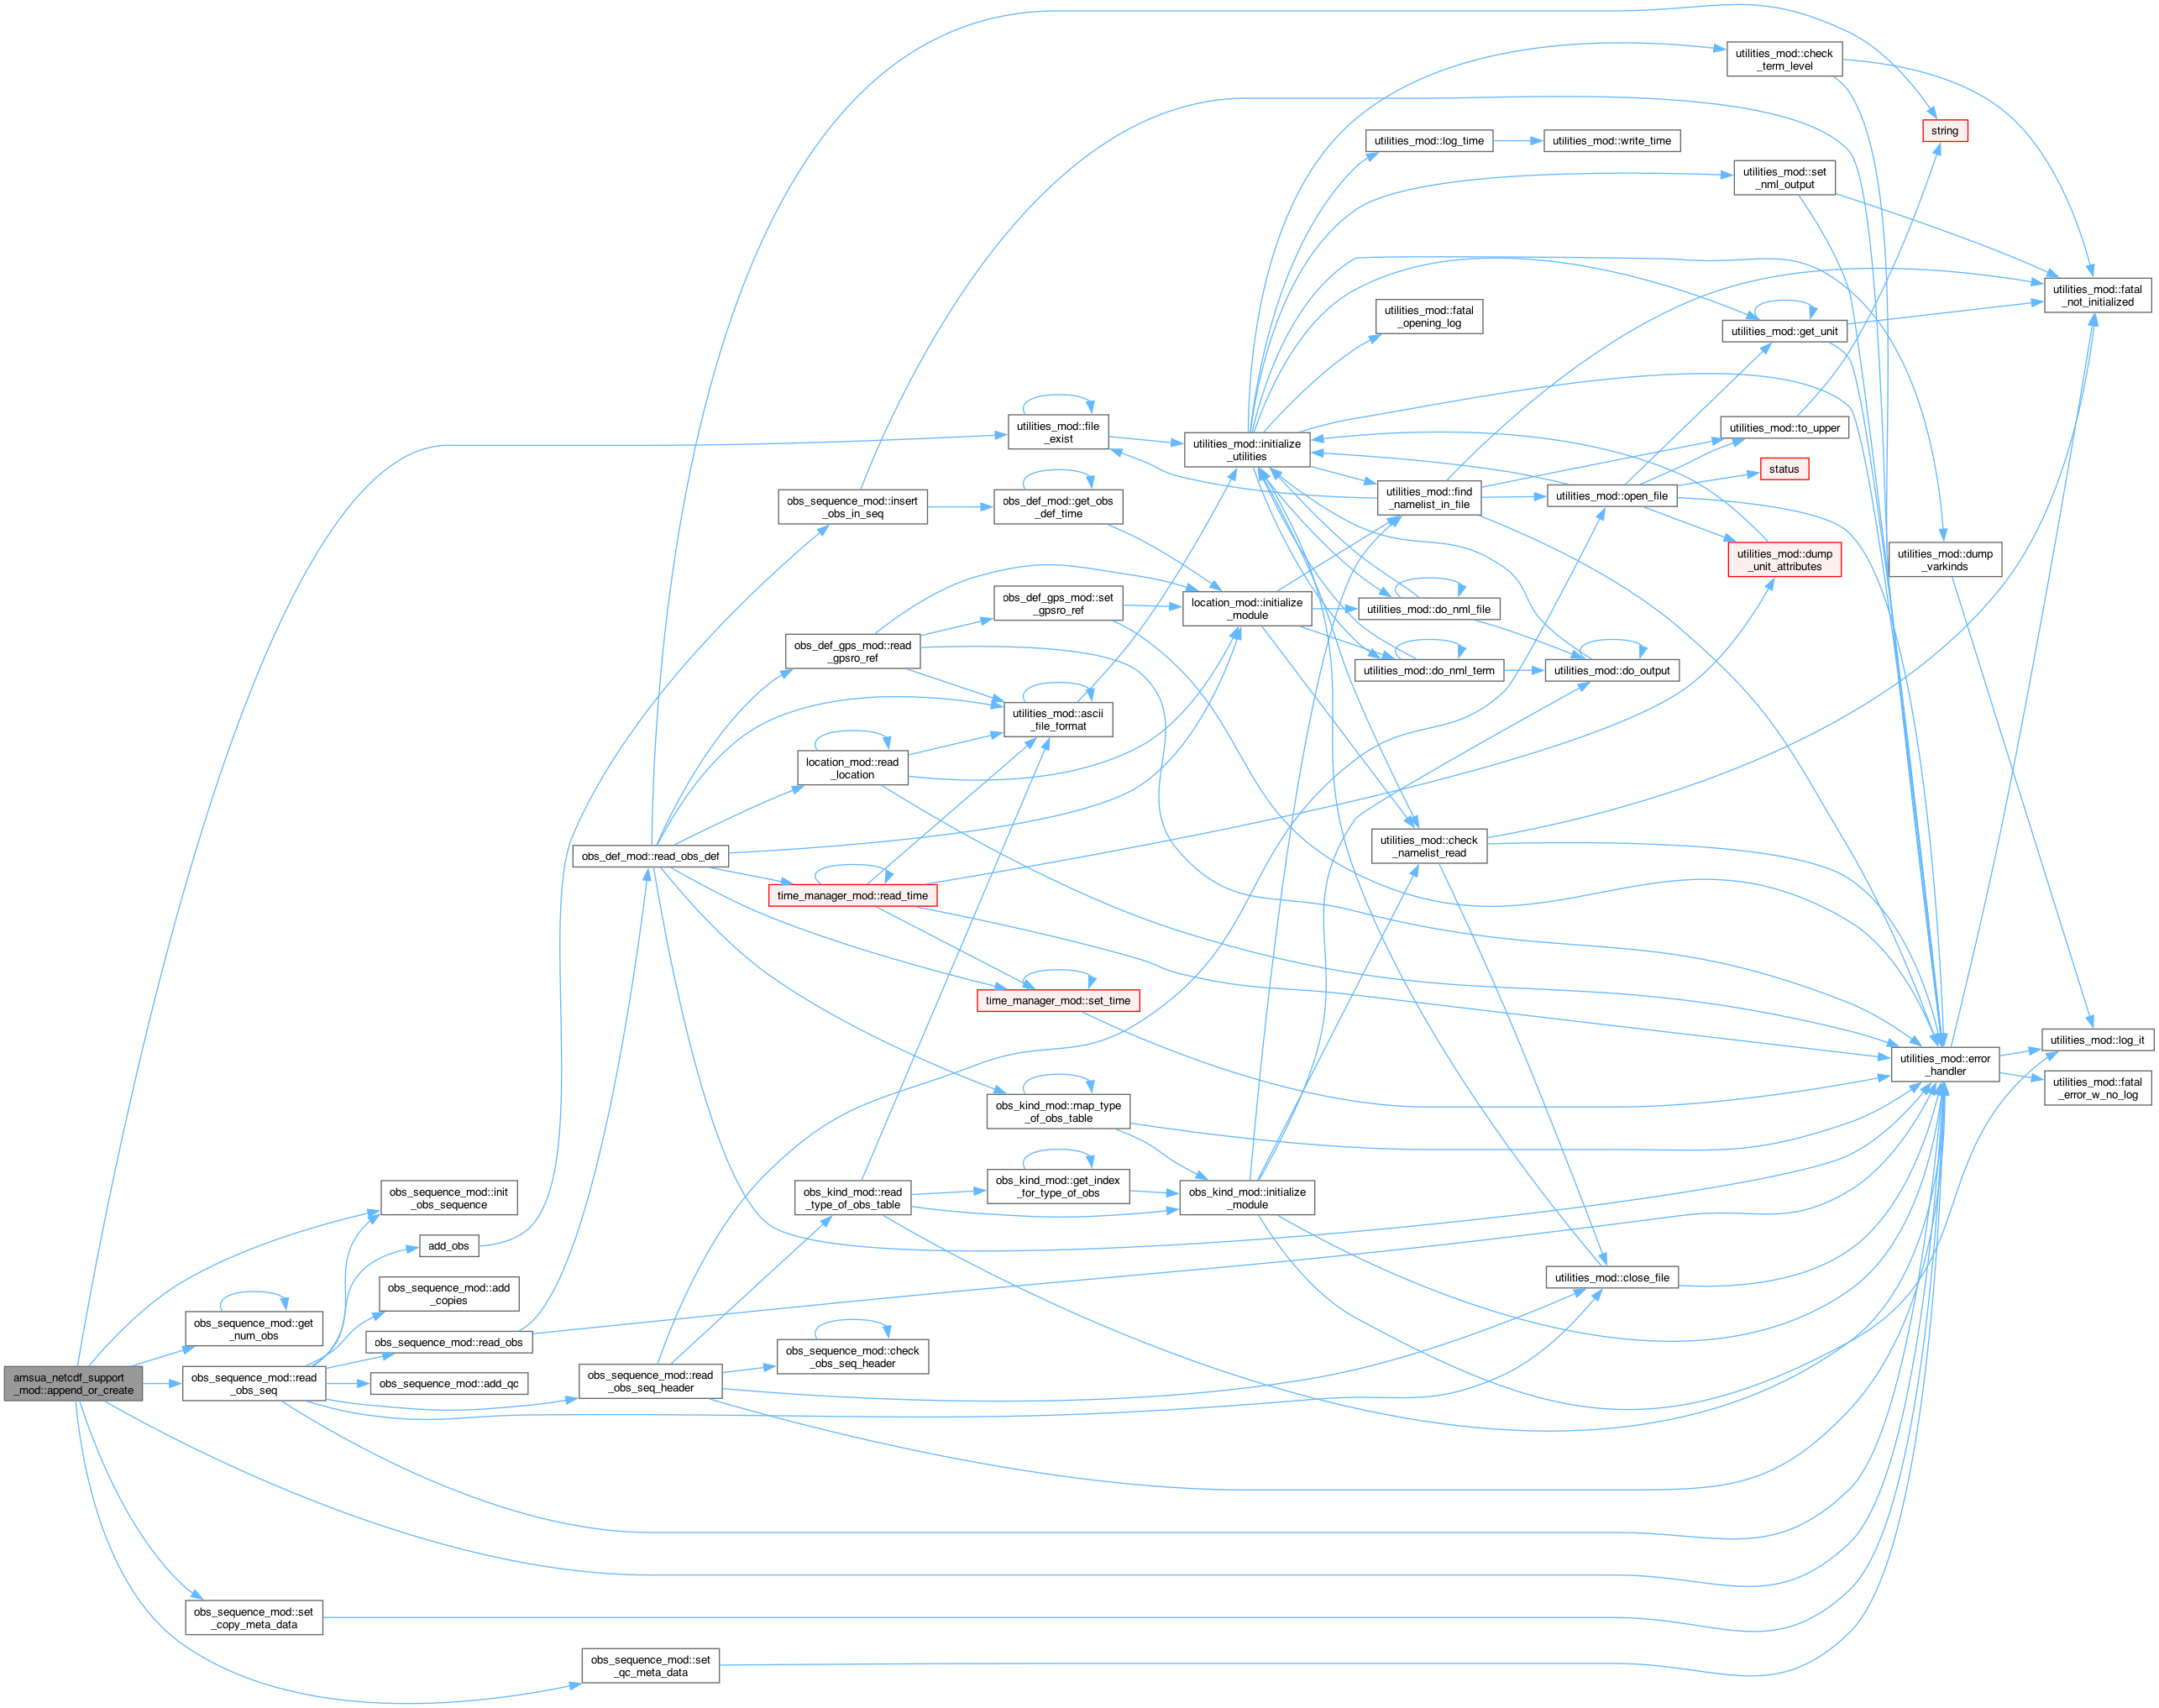 utilities_mod::check
_term_level
string
utilities_mod::log_time
utilities_mod::write_time
utilities_mod::set
_nml_output
utilities_mod::fatal
_not_initialized
utilities_mod::fatal
_opening_log
utilities_mod::get_unit
utilities_mod::file
_exist
utilities_mod::to_upper
utilities_mod::initialize
_utilities
status
obs_sequence_mod::insert
_obs_in_seq
obs_def_mod::get_obs
_def_time
utilities_mod::find
_namelist_in_file
utilities_mod::open_file
utilities_mod::dump
_unit_attributes
utilities_mod::dump
_varkinds
obs_def_gps_mod::set
_gpsro_ref
location_mod::initialize
_module
utilities_mod::do_nml_file
obs_def_gps_mod::read
_gpsro_ref
utilities_mod::do_nml_term
utilities_mod::do_output
utilities_mod::ascii
_file_format
location_mod::read
_location
obs_def_mod::read_obs_def
utilities_mod::check
_namelist_read
time_manager_mod::read_time
time_manager_mod::set_time
utilities_mod::log_it
utilities_mod::error
_handler
utilities_mod::fatal
_error_w_no_log
obs_kind_mod::map_type
_of_obs_table
obs_sequence_mod::init
_obs_sequence
obs_kind_mod::read
_type_of_obs_table
obs_kind_mod::get_index
_for_type_of_obs
obs_kind_mod::initialize
_module
add_obs
utilities_mod::close_file
obs_sequence_mod::add
_copies
obs_sequence_mod::get
_num_obs
obs_sequence_mod::read_obs
obs_sequence_mod::check
_obs_seq_header
amsua_netcdf_support
_mod::append_or_create
obs_sequence_mod::read
_obs_seq
obs_sequence_mod::add_qc
obs_sequence_mod::read
_obs_seq_header
obs_sequence_mod::set
_copy_meta_data
obs_sequence_mod::set
_qc_meta_data